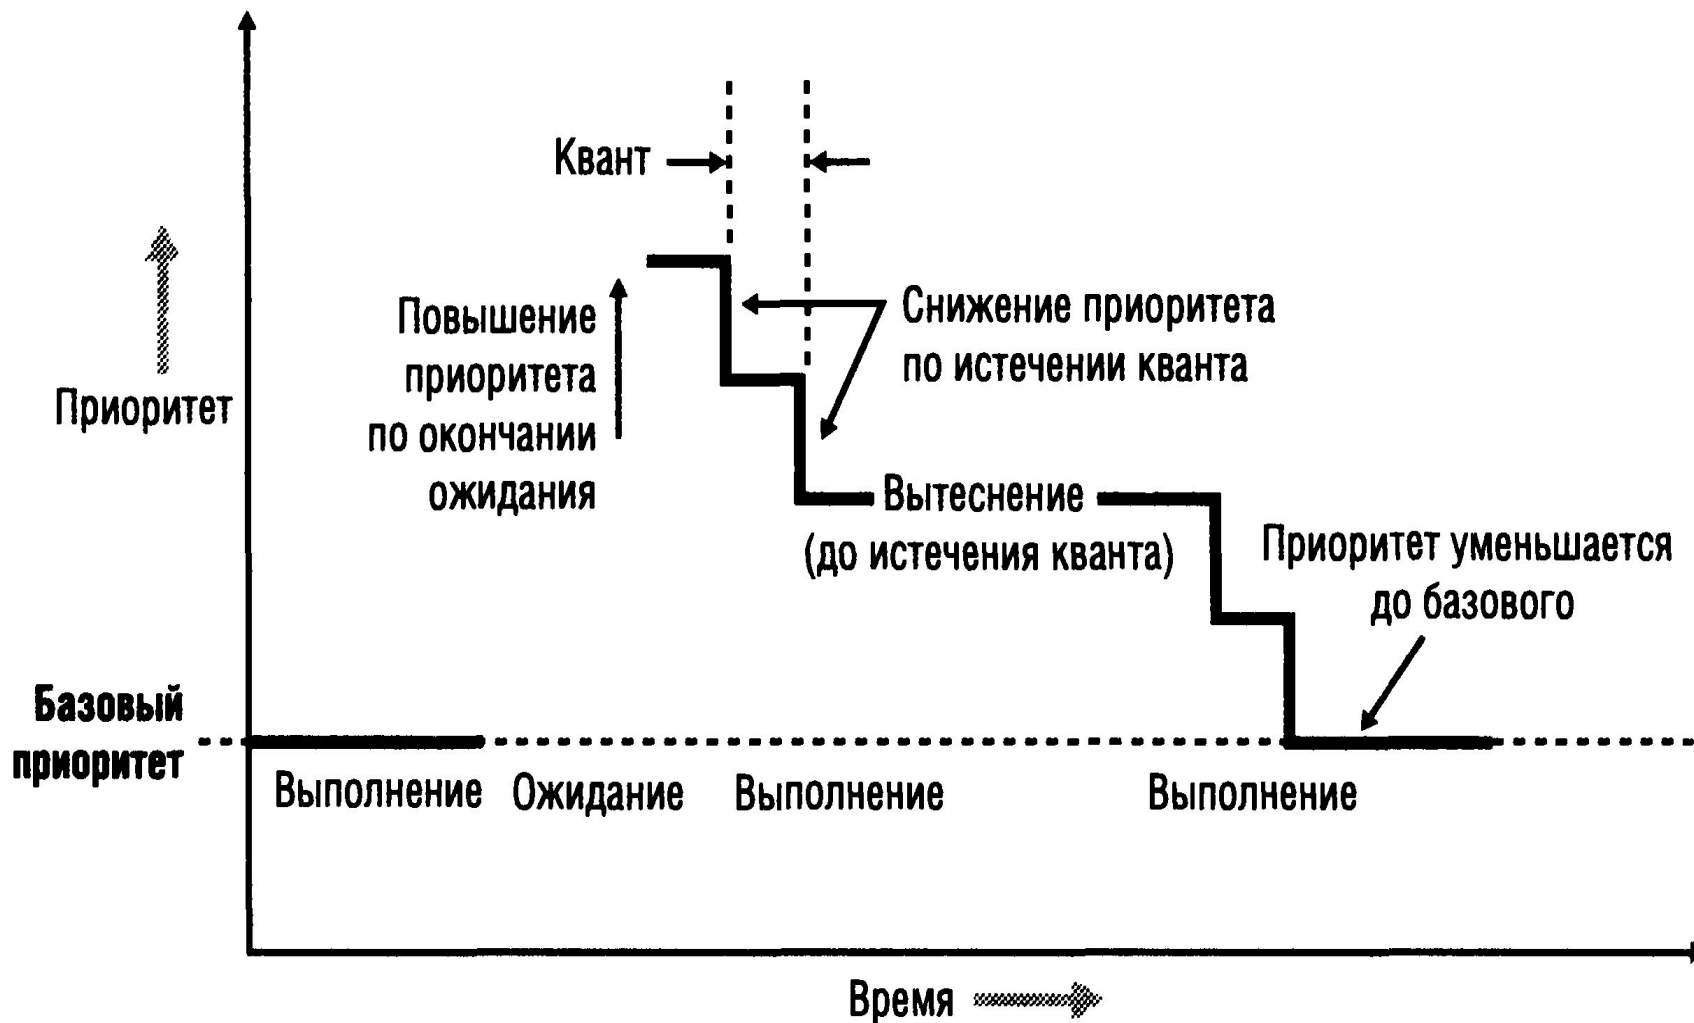 Квант
Повышение
приоритета
по окончании
ожидания
Снижение приоритета
по истечении кванта
Приоритет
Вытеснение
(до истечения кванта)
Приоритет уменьшается
до базового
Базовый
приоритет
Выполнение Ожидание Выполнение Выполнение
Время